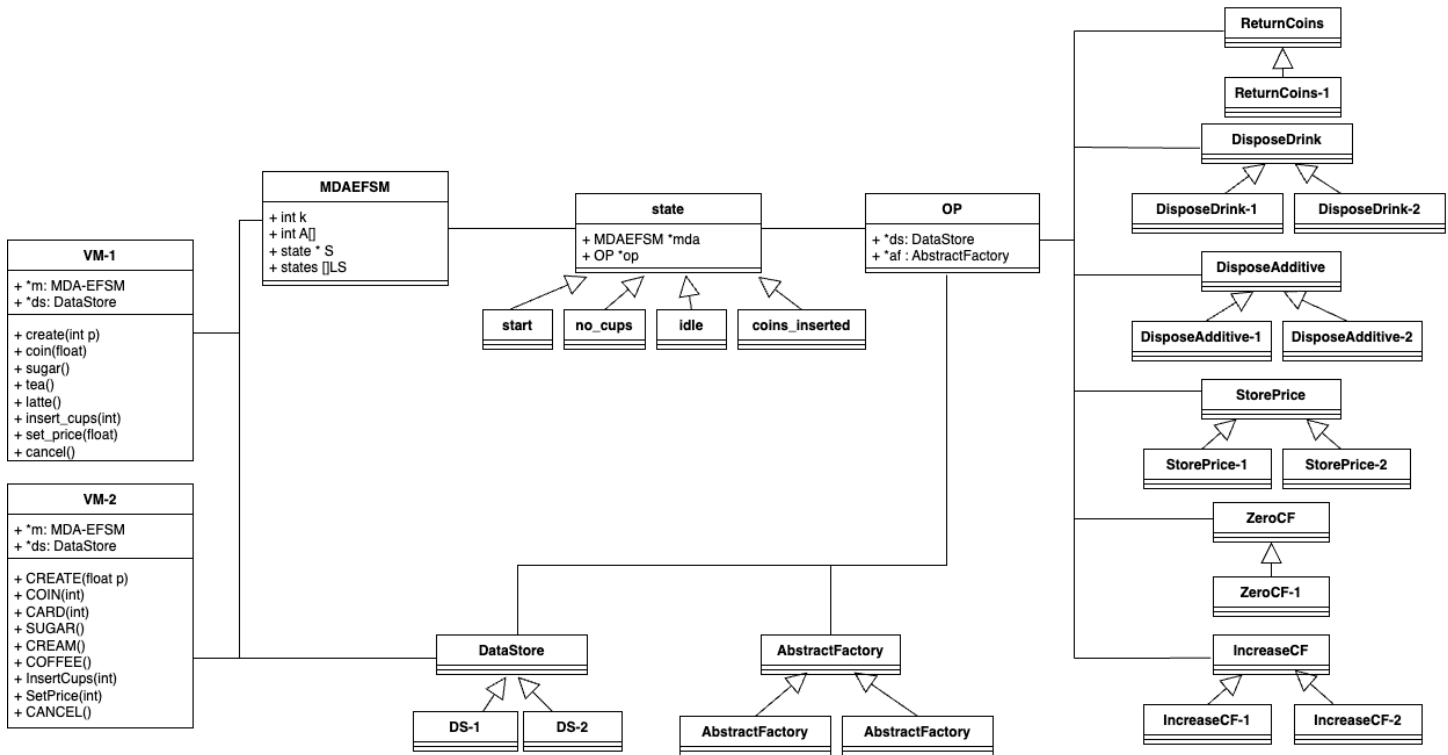 VM-1
+ *m: MDA-EFSM
+ *ds: DataStore
+ create(int p)
+ coin(float)
+ sugar()
+ tea()
+ latte()
+ insert_cups(int)
+ set_price(float)
+ cancel()
VM-2
+ *m: MDA-EFSM
+ *ds: DataStore
+ CREATE(float p)
+ COIN(int)
+ CARD(int)
+ SUGAR()
+ CREAM()
+ COFFEE()
+ InsertCups(int)
+ SetPrice(int)
+ CANCEL()
MDAEFSM
+ int k
+ int A[]
+ state * S
+ states []LS
state
+ MDAEFSM *mda
+ OP *op
start
no_cups
idle
coins_inserted
OP
+ *ds: DataStore
+ *af : AbstractFactory
DataStore
DS-1
DS-2
AbstractFactory
AbstractFactory
AbstractFactory
ReturnCoins
ReturnCoins-1
DisposeDrink
DisposeDrink-1
DisposeDrink-2
DisposeAdditive
DisposeAdditive-1
DisposeAdditive-2
StorePrice
StorePrice-1
StorePrice-2
ZeroCF
ZeroCF-1
IncreaseCF
IncreaseCF-1
IncreaseCF-2